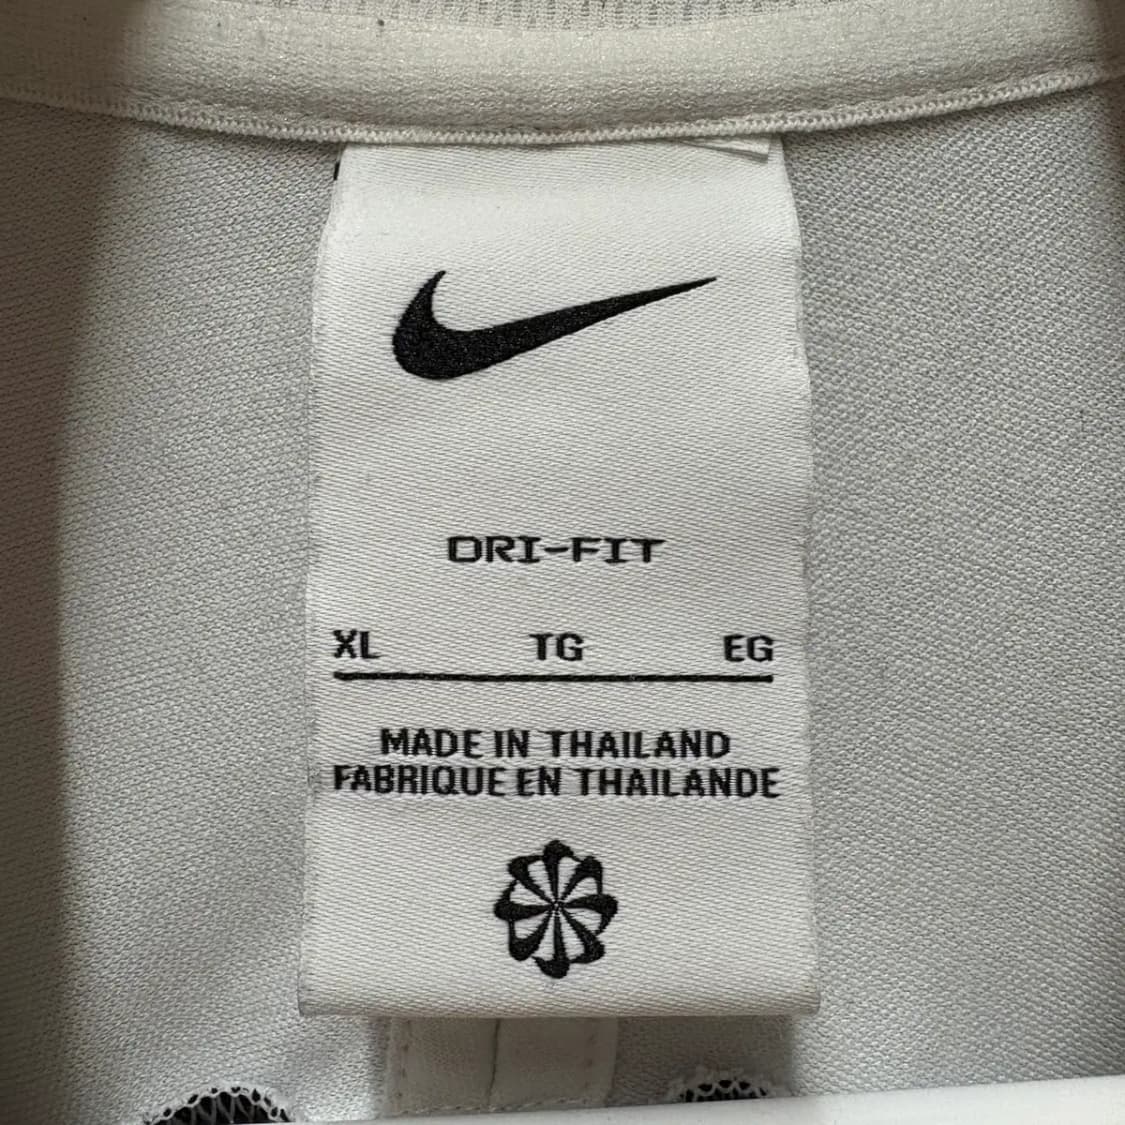 DRI-FIT
XL TG EG
MADE IN THAILAND
FABRIQUE EN THAILANDE